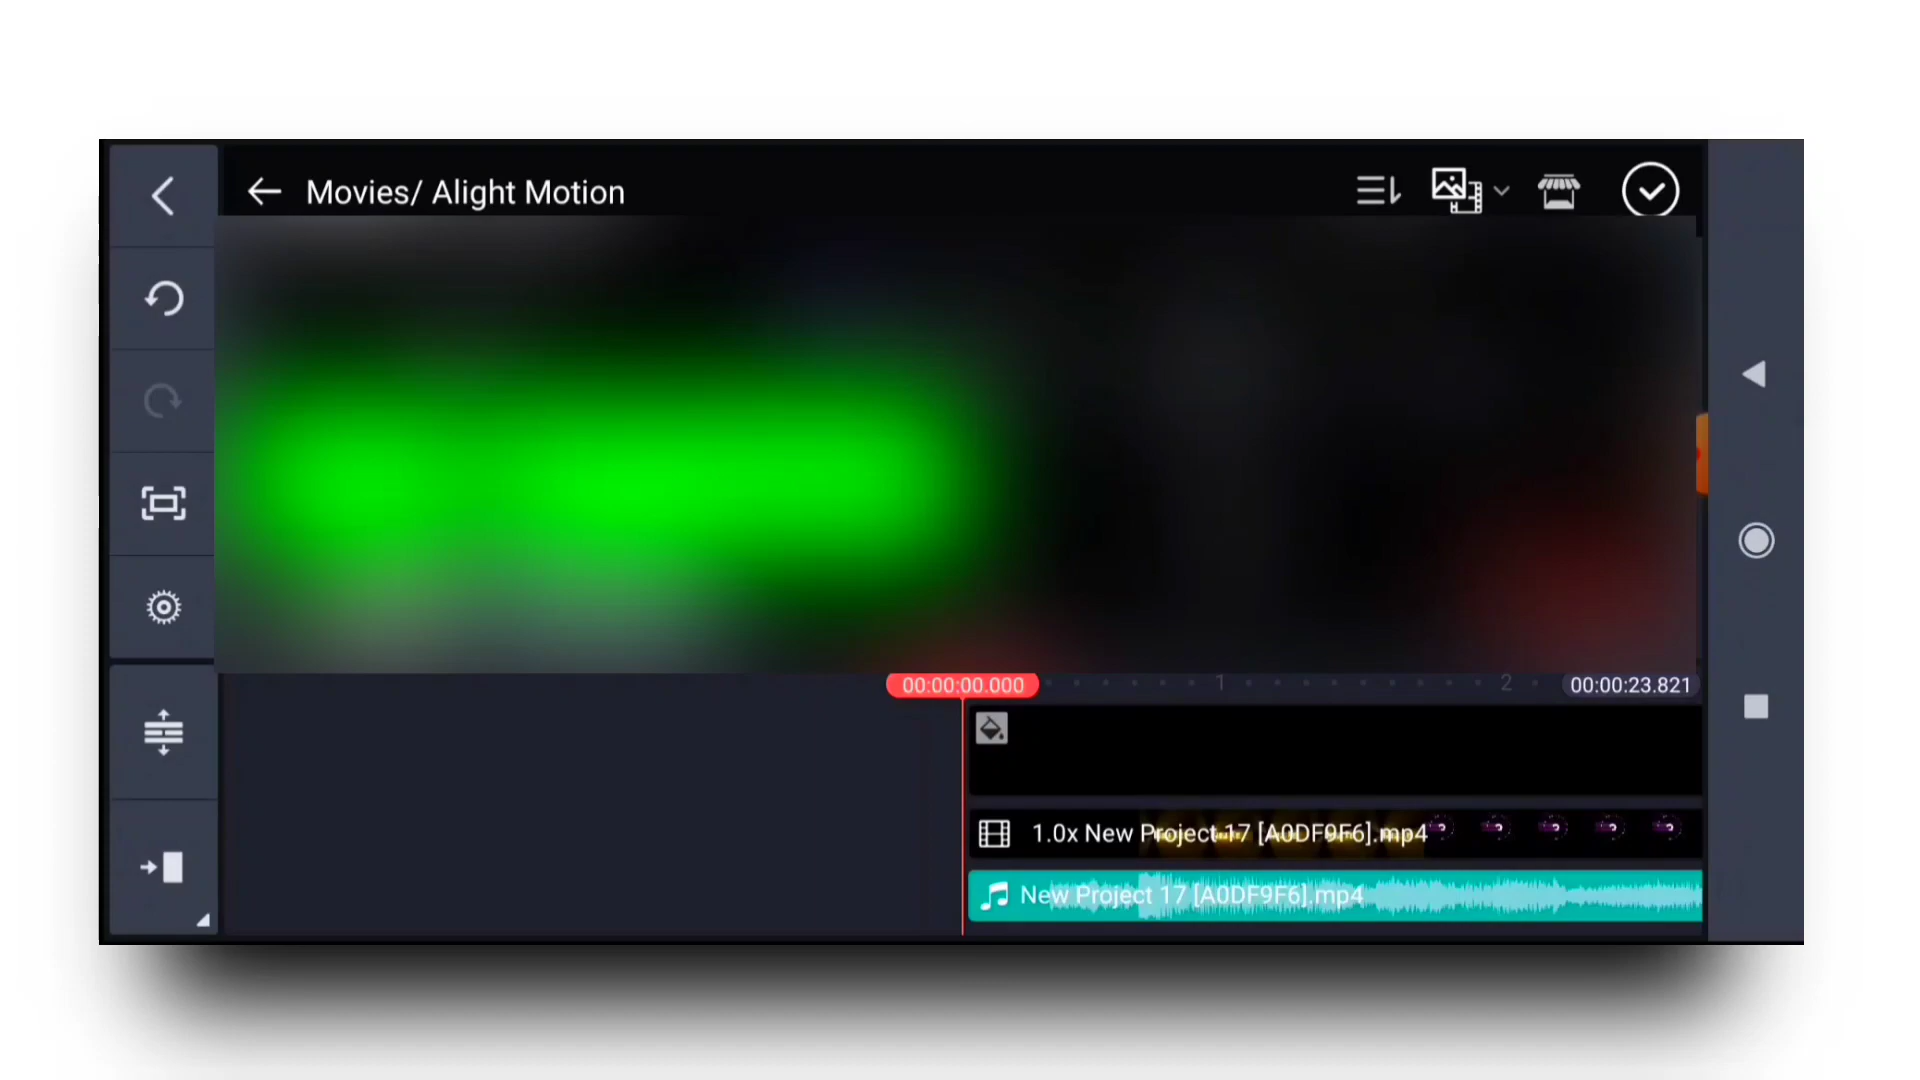 Movies/ Alight Motion
00:00:00.000
1
2
00:00:23.821
1.0x New Project 17 [A0DF9F6].mp4
New Project 17 [A0DF9F6].mp4